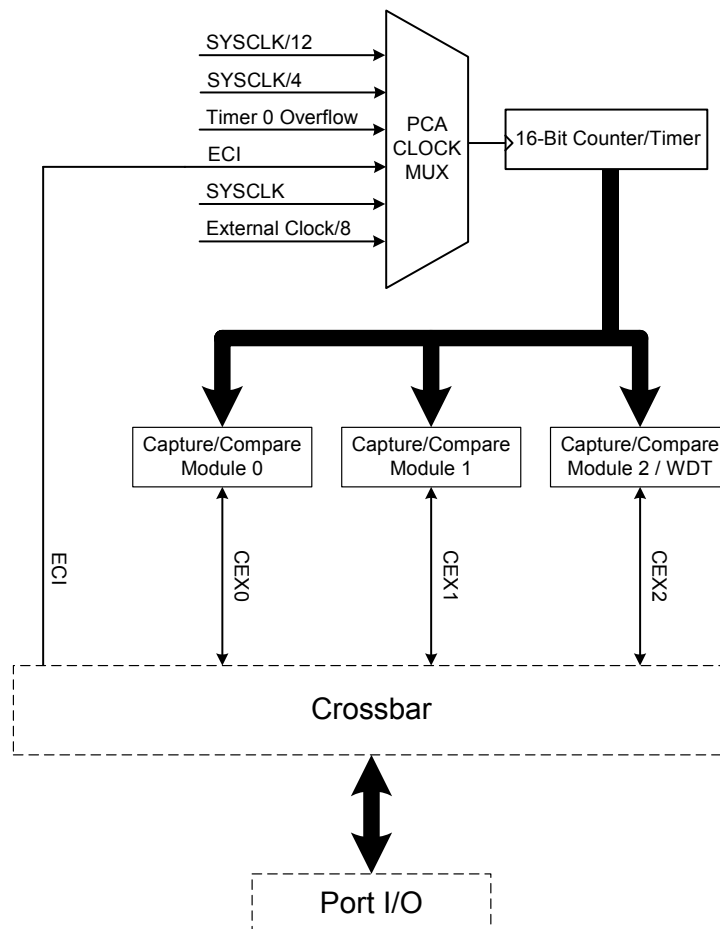 SYSCLK/12
SYSCLK/4
Timer 0 Overflow
ECI
SYSCLK
External Clock/8
PCA
CLOCK
MUX
16-Bit Counter/Timer
Capture/Compare
Module 0
Capture/Compare
Module 1
Capture/Compare
Module 2 / WDT
ECI
CEX0
CEX1
CEX2
Crossbar
Port I/O